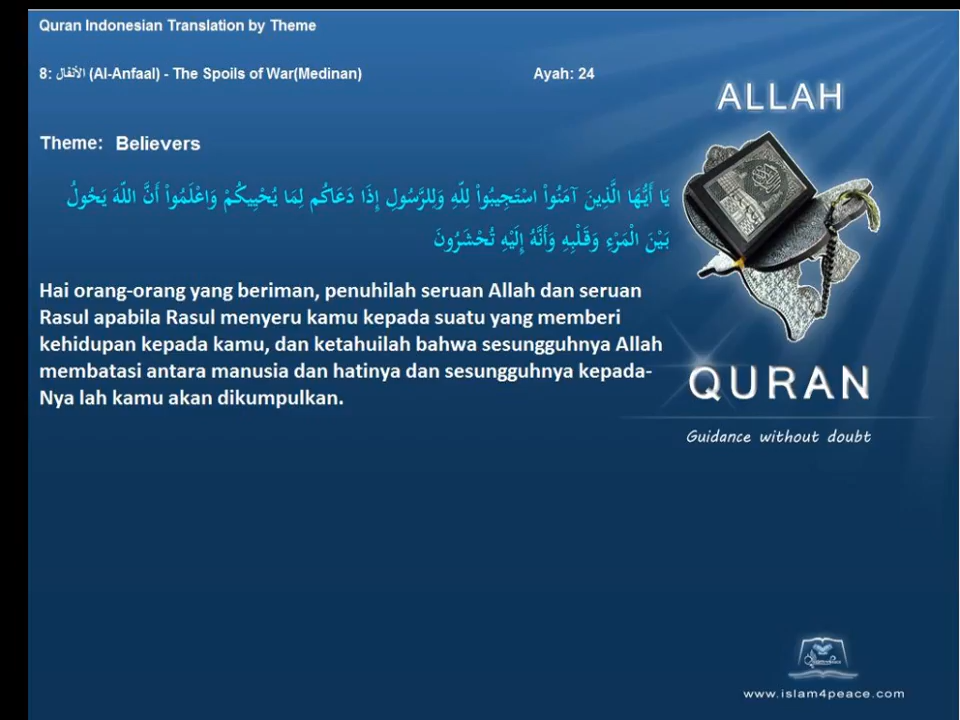 Quran Indonesian Translation by Theme
8: الأنفال (Al-Anfaal) - The Spoils of War(Medinan) Ayah: 24
ALLAH
Theme: Believers
يَا أَيُّهَا الَّذِينَ آمَنُواْ اسْتَجِيبُواْ لِلّهِ وَلِلرَّسُولِ إِذَا دَعَاكُم لِمَا يُحْيِيكُمْ وَاعْلَمُواْ أَنَّ اللّهَ يَحُولُ
بَيْنَ الْمَرْءِ وَقَلْبِهِ وَأَنَّهُ إِلَيْهِ تُحْشَرُونَ
Hai orang-orang yang beriman, penuhilah seruan Allah dan seruan
Rasul apabila Rasul menyeru kamu kepada suatu yang memberi
kehidupan kepada kamu, dan ketahuilah bahwa sesungguhnya Allah
membatasi antara manusia dan hatinya dan sesungguhnya kepada-
Nya lah kamu akan dikumpulkan.
QURAN
Guidance without doubt
www.islam4peace.com